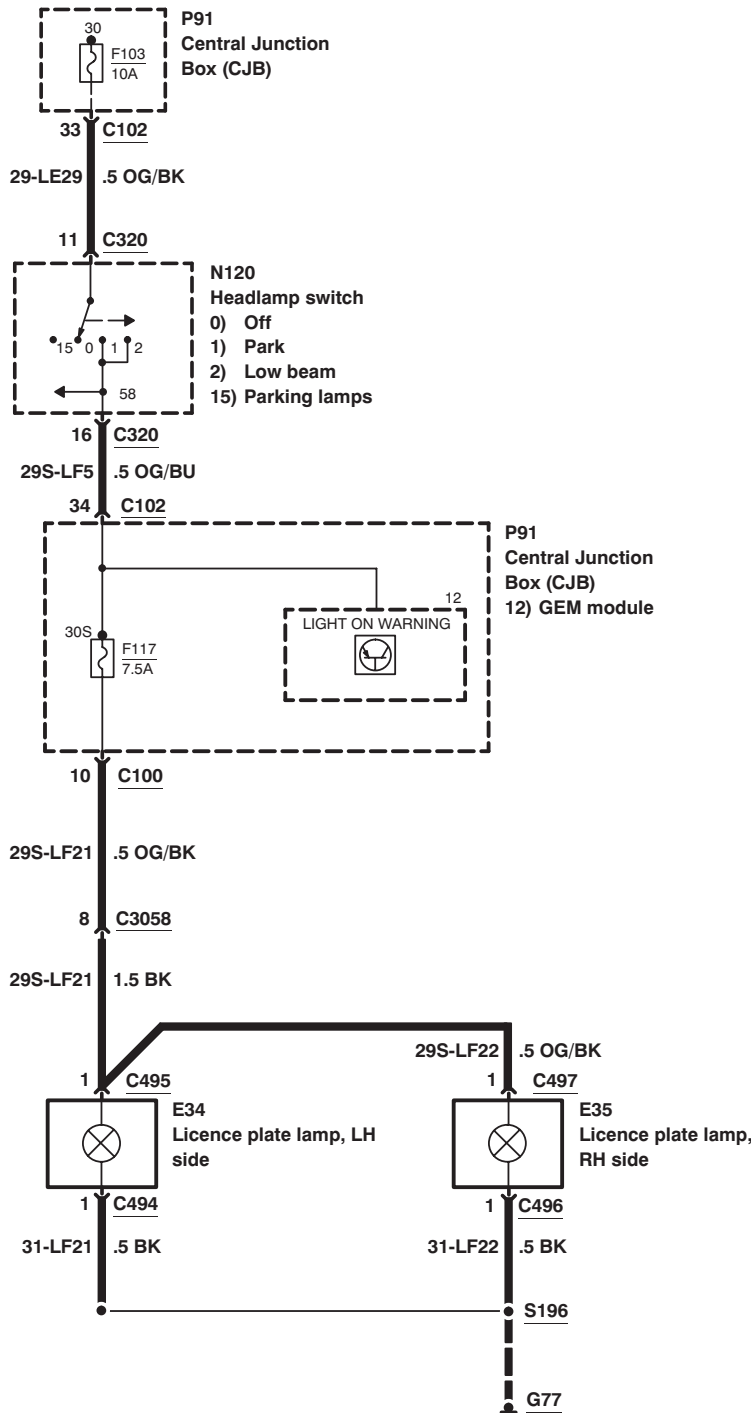 30
F103
10A
P91
Central Junction
Box (CJB)
33 C102
29-LE29 .5 OG/BK
11 C320
N120
Headlamp switch
0) Off
1) Park
2) Low beam
15) Parking lamps
15 0 1 2
58
16 C320
29S-LF5 .5 OG/BU
34 C102
P91
Central Junction
Box (CJB)
12) GEM module
12
LIGHT ON WARNING
30S
F117
7.5A
10 C100
29S-LF21 .5 OG/BK
8 C3058
29S-LF21 1.5 BK
29S-LF22 .5 OG/BK
1 C495
1 C497
E34
Licence plate lamp, LH
side
E35
Licence plate lamp,
RH side
1 C494
1 C496
31-LF21 .5 BK
31-LF22 .5 BK
S196
G77